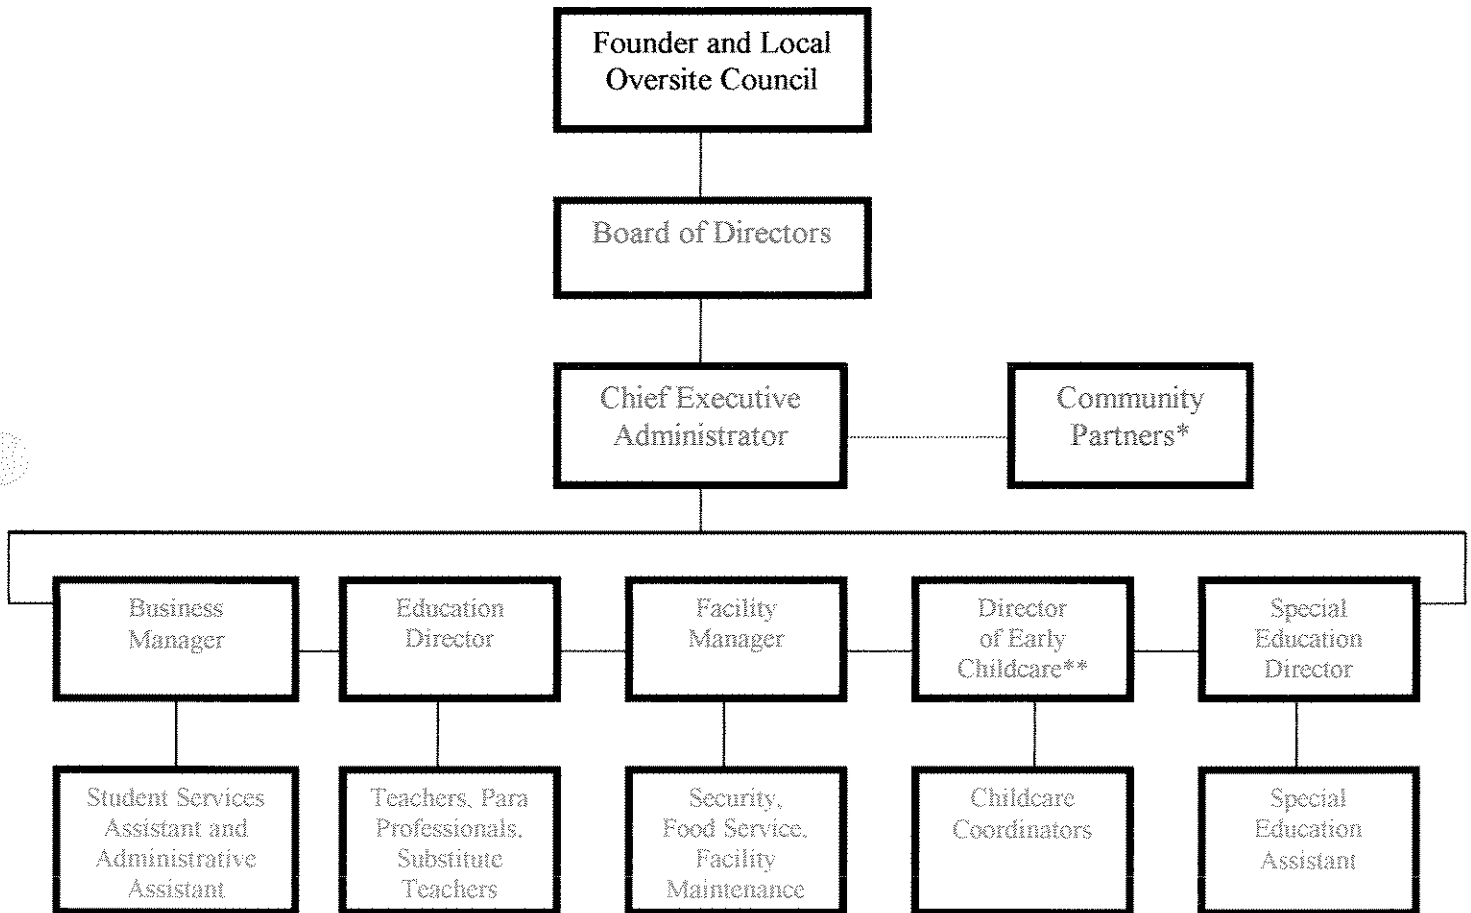 Founder and Local
Oversite Council
Board of Directors
Chief Executive
Administrator
Community
Partners*
Business
Manager
Education
Director
Facility
Manager
Director
of Early
Childcare**
Special
Education
Director
Student Services
Assistant and
Administrative
Assistant
Teachers, Para
Professionals,
Substitute
Teachers
Security,
Food Service,
Facility
Maintenance
Childcare
Coordinators
Special
Education
Assistant